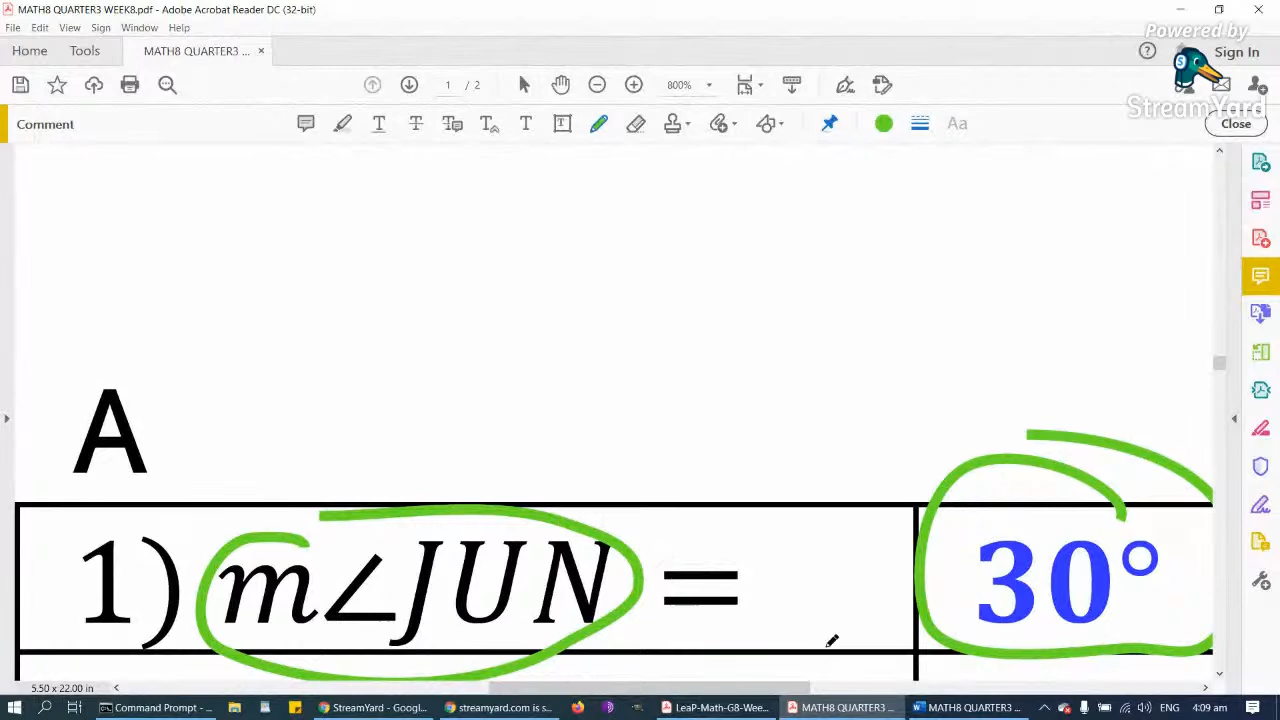 MATH8 QUARTER3 WEEK8.pdf - Adobe Acrobat Reader DC (32-bit)
Powered by
File Edit View Sign Window Help
Home Tools MATH8 QUARTER3 ... × Sign In
1 / 2 800%
StreamYard
Comment T T T Aa Close
A
1) m∠JUN = 30°
5.50 x 22.00 in
Command Prompt - ... StreamYard - Googl... streamyard.com is s... LeaP-Math-G8-Wee... MATH8 QUARTER3 ... MATH8 QUARTER3 ... 4:09 am